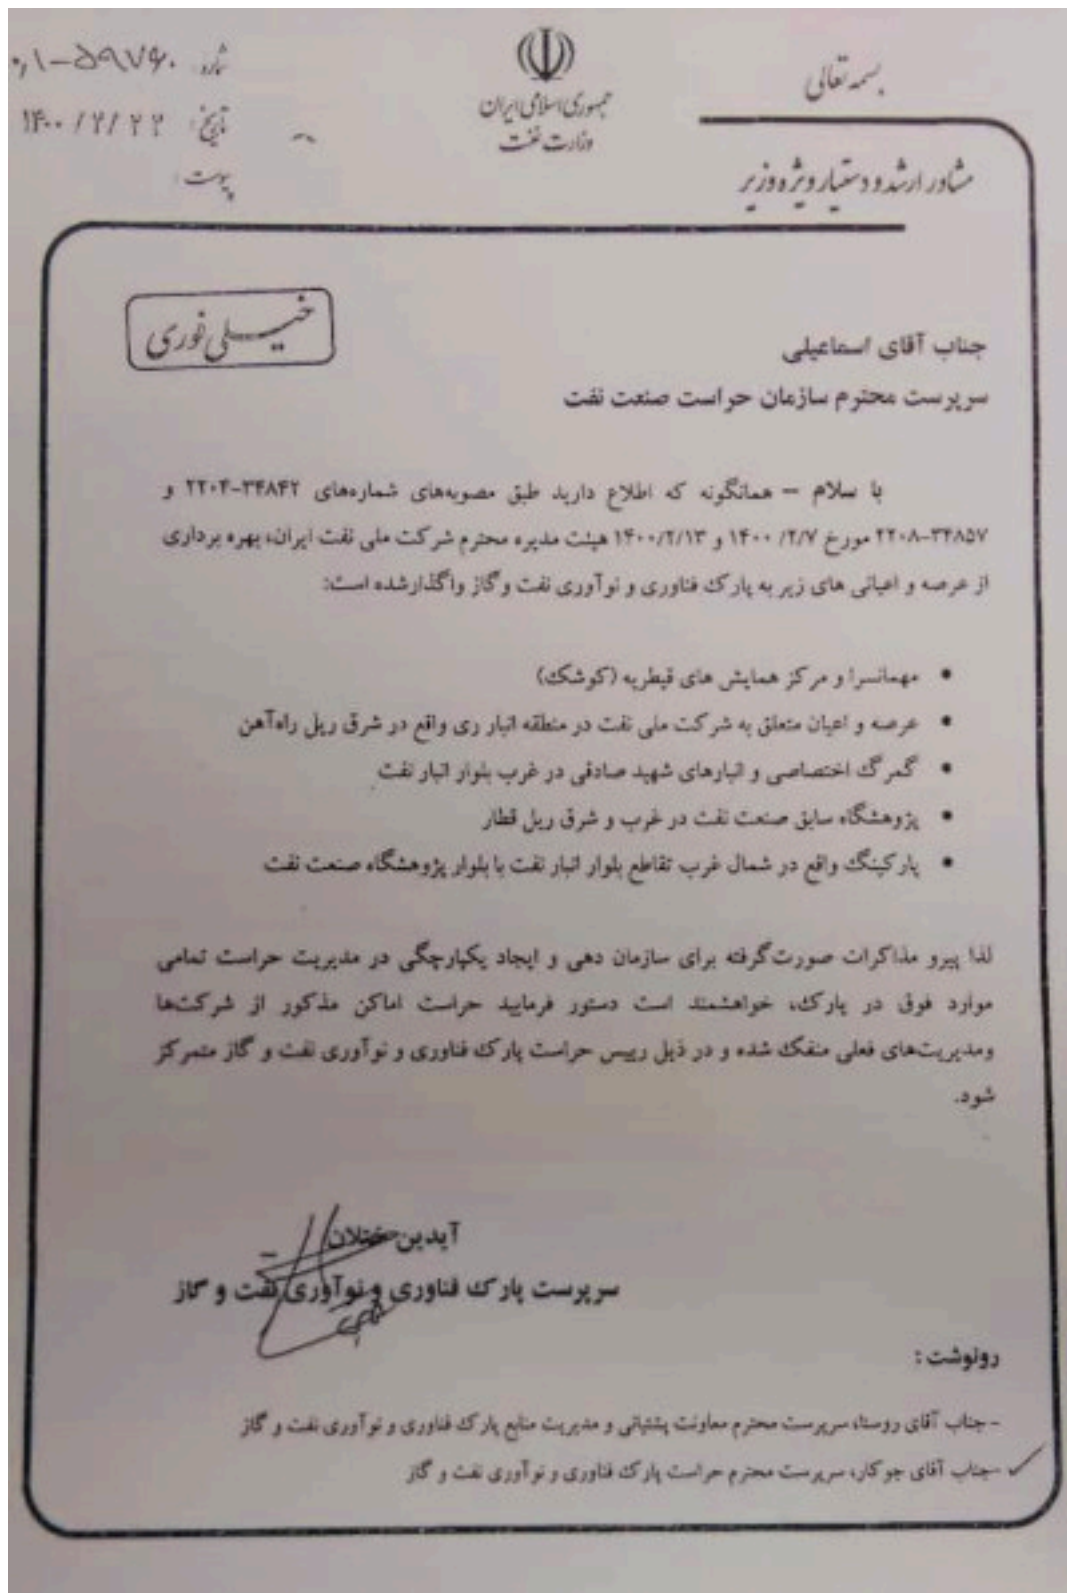 بسمه تعالی
جمهوری اسلامی ایران
وزارت نفت
شماره: ۰,۱-۵۹۷۶۰
تاریخ: ۱۴۰۰/۲/۲۲
پیوست:
مشاور ارشد و دستیار ویژه وزیر
خیلی فوری
جناب آقای اسماعیلی
سرپرست محترم سازمان حراست صنعت نفت
با سلام – همانگونه که اطلاع دارید طبق مصوبه‌های شماره‌های ۳۴۸۴۲-۲۲۰۴ و
۳۴۸۵۷-۲۲۰۸ مورخ ۲/۷/ ۱۴۰۰ و ۱۴۰۰/۲/۱۳ هیئت مدیره محترم شرکت ملی نفت ایران، بهره برداری
از عرصه و اعیانی های زیر به پارک فناوری و نوآوری نفت وگاز واگذارشده است:
• مهمانسرا و مرکز همایش های قیطریه (کوشک)
• عرصه و اعیان متعلق به شرکت ملی نفت در منطقه انبار ری واقع در شرق ریل راه‌آهن
• گمرگ اختصاصی و انبارهای شهید صادقی در غرب بلوار انبار نفت
• پژوهشگاه سابق صنعت نفت در غرب و شرق ریل قطار
• پارکینگ واقع در شمال غرب تقاطع بلوار انبار نفت با بلوار پژوهشگاه صنعت نفت
لذا پیرو مذاکرات صورت‌گرفته برای سازمان دهی و ایجاد یکپارچگی در مدیریت حراست تمامی
موارد فوق در پارک، خواهشمند است دستور فرمایید حراست اماکن مذکور از شرکت‌ها
ومدیریت‌های فعلی منفک شده و در ذیل رییس حراست پارک فناوری و نوآوری نفت و گاز متمرکز
شود.
آیدین ختلان
سرپرست پارک فناوری و نوآوری نفت و گاز
رونوشت :
- جناب آقای روستا، سرپرست محترم معاونت پشتیانی و مدیریت منابع پارک فناوری و نوآوری نفت و گاز
-جناب آقای جوکار، سرپرست محترم حراست پارک فناوری و نوآوری نفت و گاز